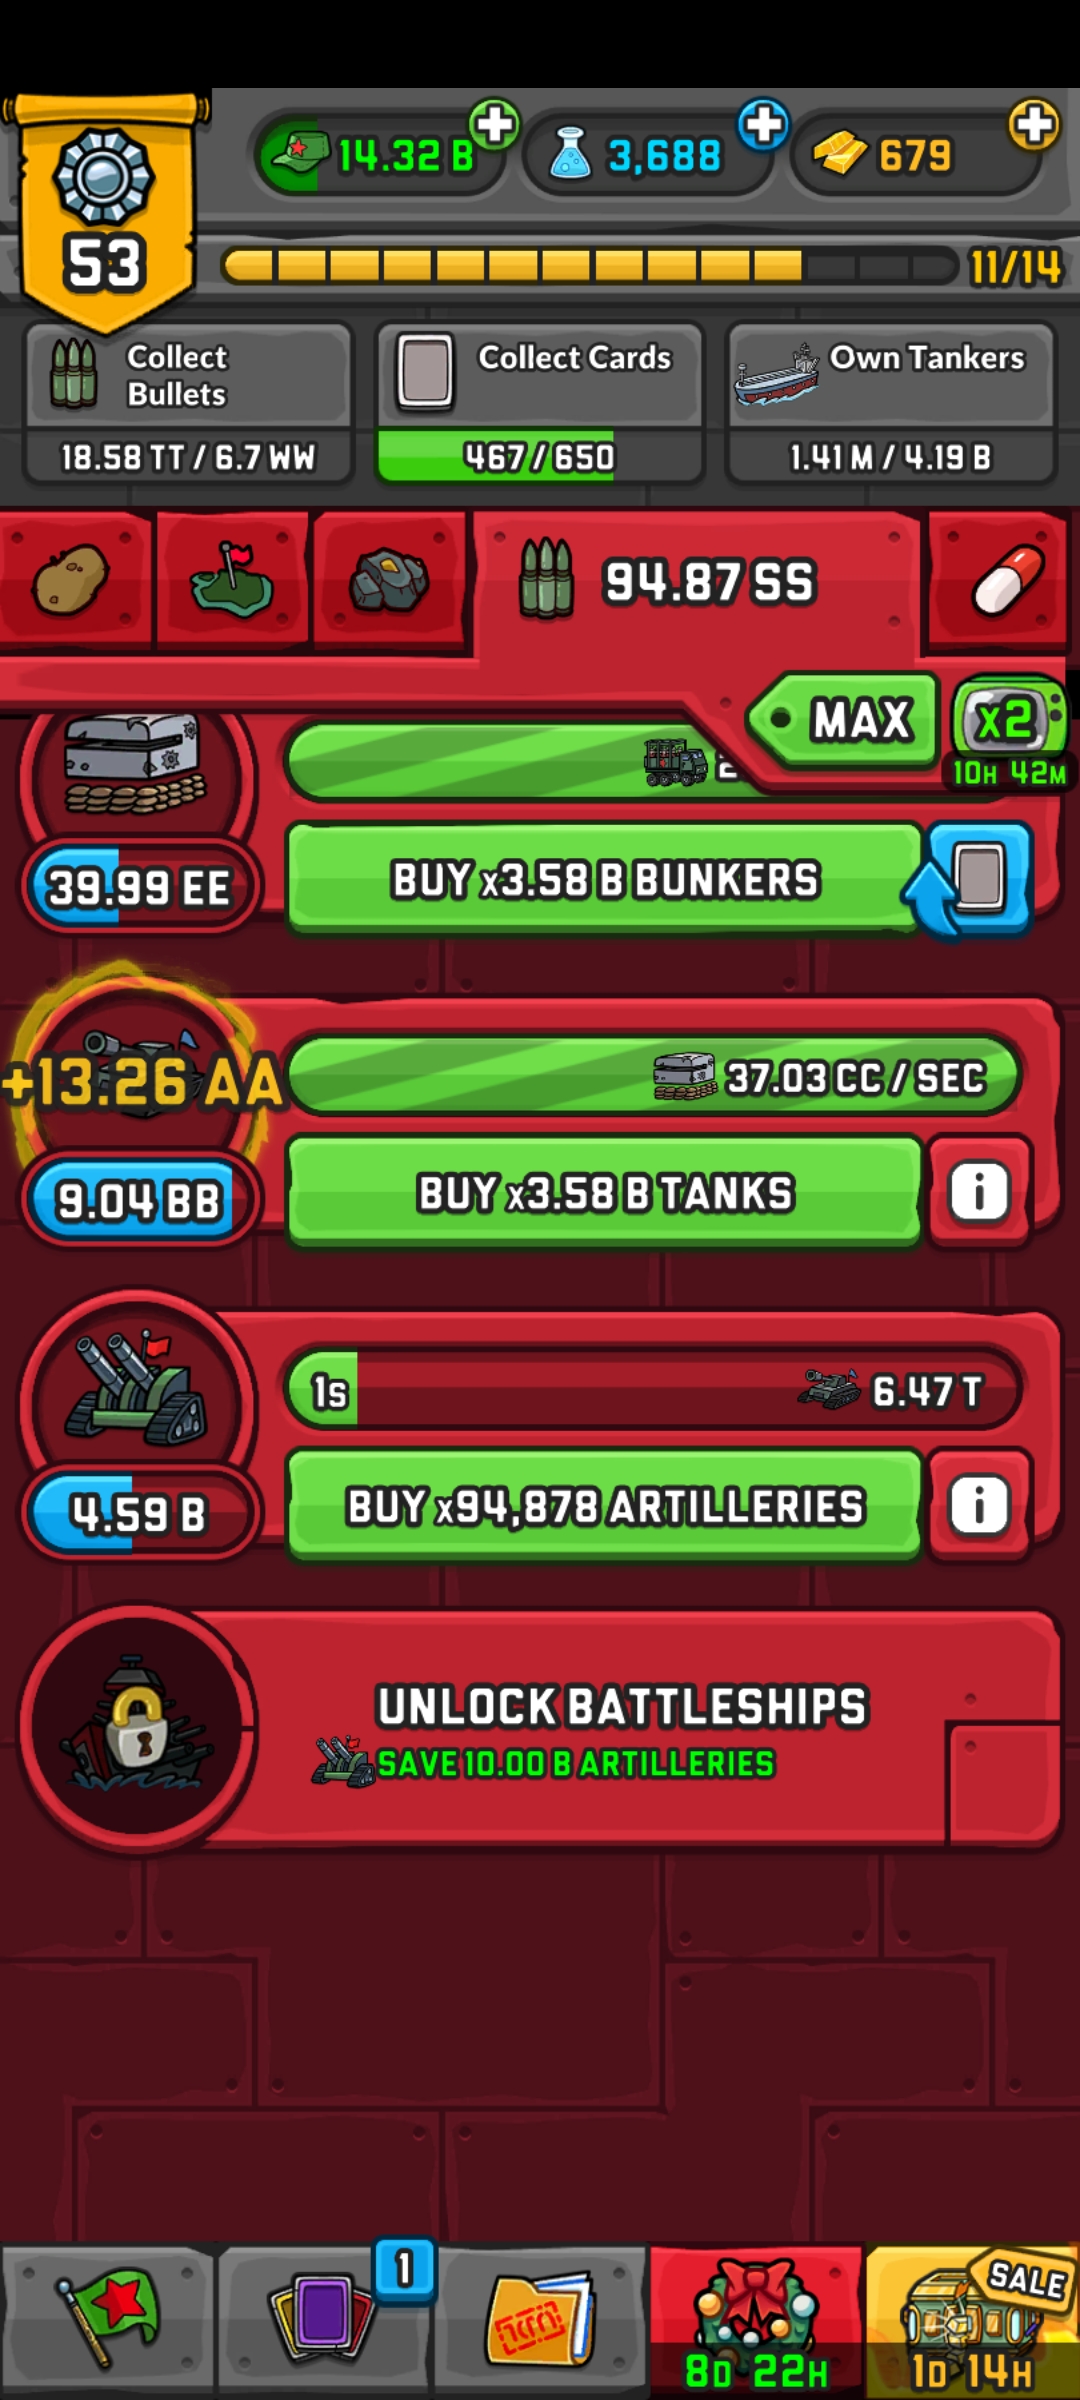 14.32 B
3,688
679
53
11/14
Collect
Bullets
18.58 TT / 6.7 WW
Collect Cards
467 / 650
Own Tankers
1.41 M / 4.19 B
94.87 SS
MAX
x2
10H 42M
39.99 EE
BUY x3.58 B BUNKERS
+13.26 AA
37.03 CC / SEC
9.04 BB
BUY x3.58 B TANKS
i
1s
6.47 T
4.59 B
BUY x94,878 ARTILLERIES
i
UNLOCK BATTLESHIPS
SAVE 10.00 B ARTILLERIES
1
SALE
8D 22H
1D 14H